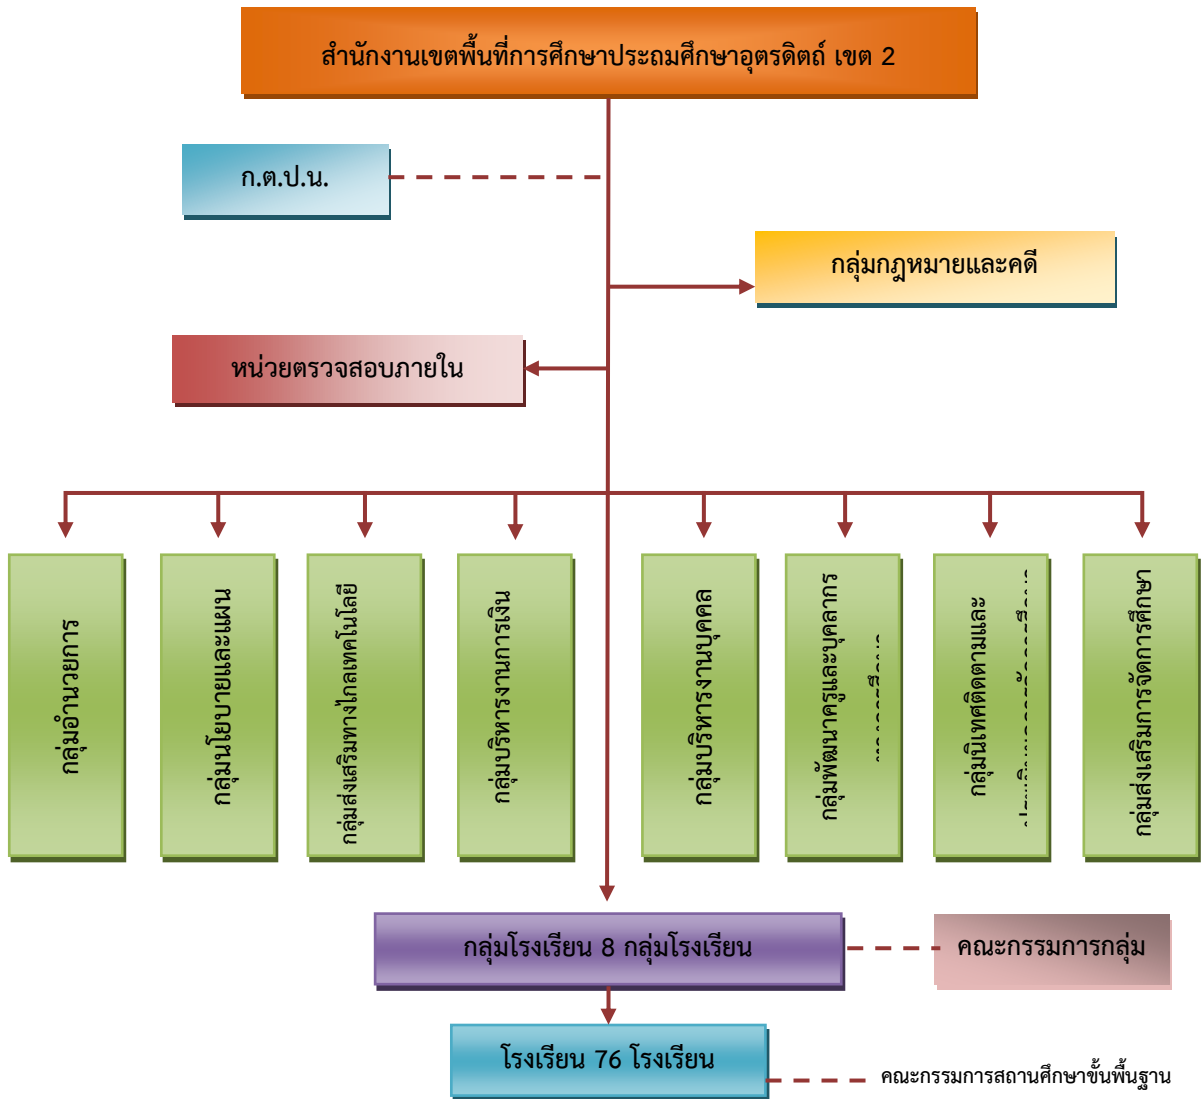 สำนักงานเขตพื้นที่การศึกษาประถมศึกษาอุตรดิตถ์ เขต 2
ก.ต.ป.น.
กลุ่มกฎหมายและคดี
หน่วยตรวจสอบภายใน
กลุ่มอำนวยการ
กลุ่มนโยบายและแผน
กลุ่มส่งเสริมทางไกลเทคโนโลยี
กลุ่มบริหารงานการเงิน
กลุ่มบริหารงานบุคคล
กลุ่มพัฒนาครูและบุคลากร
กลุ่มนิเทศติดตามและ
กลุ่มส่งเสริมการจัดการศึกษา
กลุ่มโรงเรียน 8 กลุ่มโรงเรียน
คณะกรรมการกลุ่ม
โรงเรียน 76 โรงเรียน
คณะกรรมการสถานศึกษาขั้นพื้นฐาน